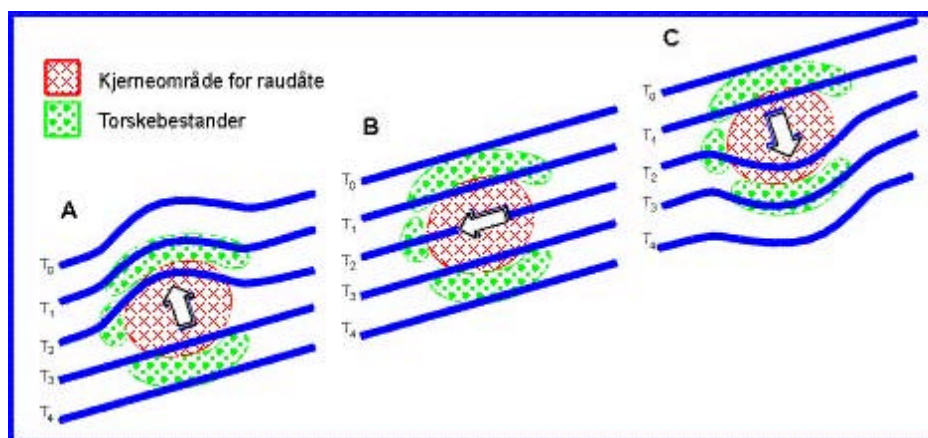 Kjerneområde for raudåte
Torskebestander
A
T0
T1
T2
T3
T4
B
T0
T1
T2
T3
T4
C
T0
T1
T2
T3
T4